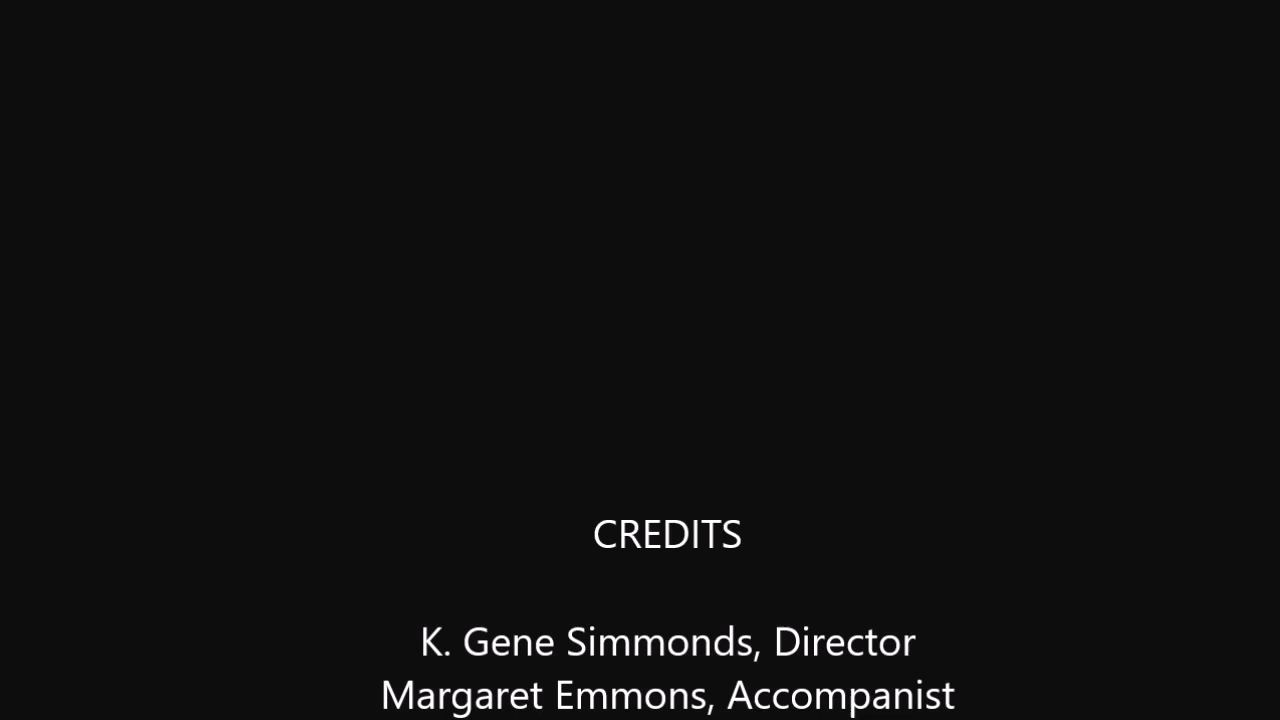 CREDITS
K. Gene Simmonds, Director
Margaret Emmons, Accompanist